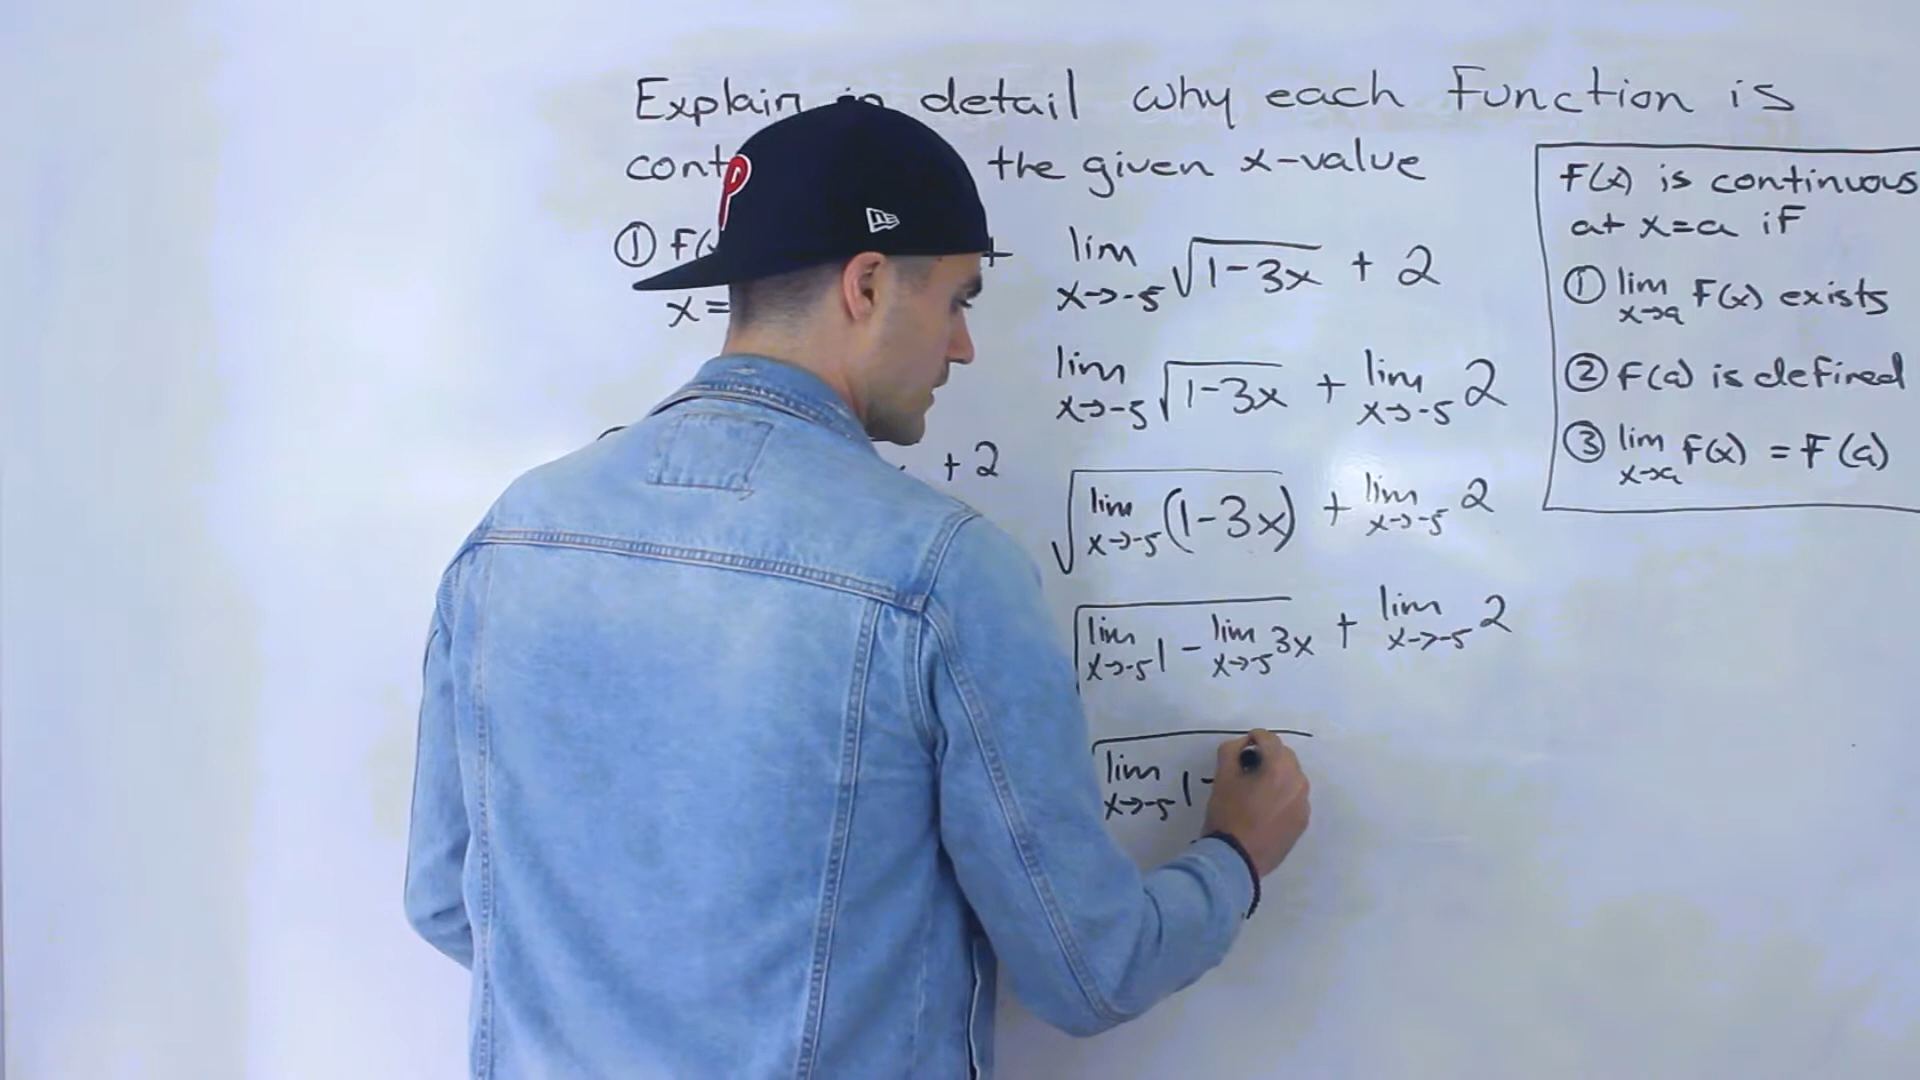 Explain in detail why each function is
the given x-value
① F(
x=
+2
lim x→-5 √(1-3x) + 2
lim x→-5 √(1-3x) + lim x→-5 2
√(lim x→-5 (1-3x)) + lim x→-5 2
√(lim x→-5 1 - lim x→-5 3x) + lim x→-5 2
√(lim x→-5 1 -
F(x) is continuous
at x=a if
① lim x→a F(x) exists
② F(a) is defined
③ lim x→a F(x) = F(a)
P